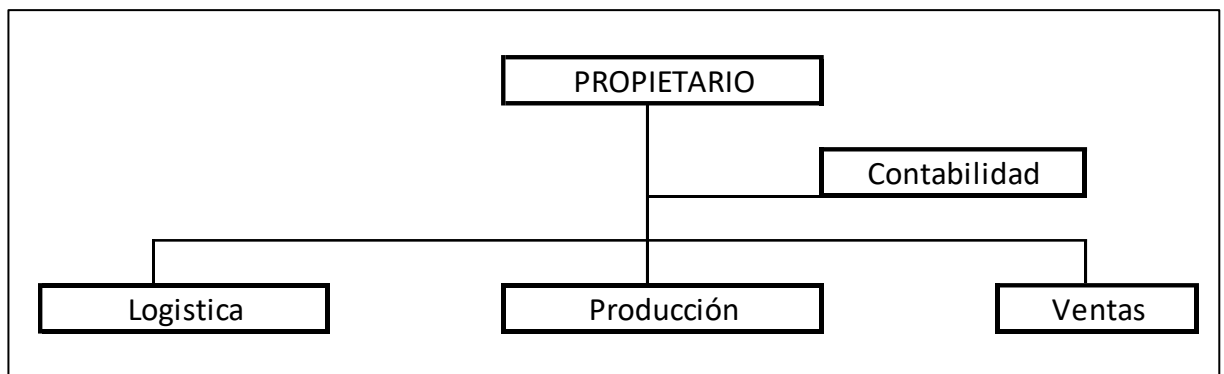 PROPIETARIO
Contabilidad
Logistica
Producción
Ventas